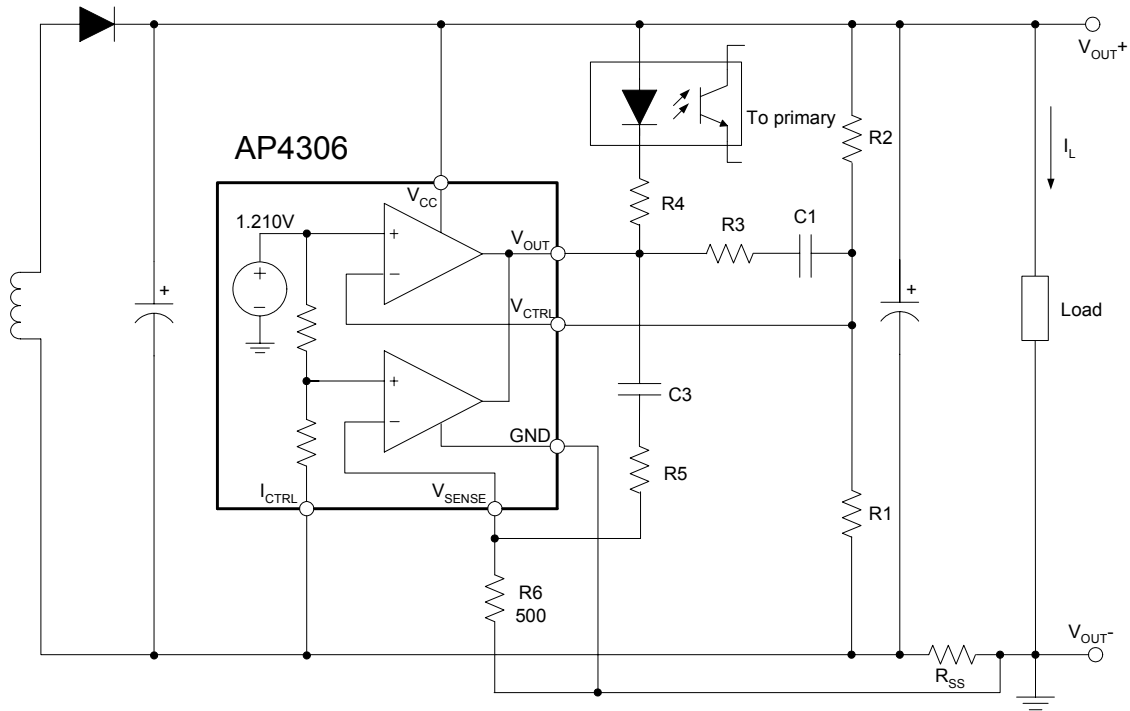 V_OUT+
To primary
R2
I_L
AP4306
R4
V_CC
1.210V
R3
C1
V_OUT
+
+
−
+
−
V_CTRL
+
+
Load
+
−
C3
GND
R5
I_CTRL
V_SENSE
R1
R6
500
V_OUT-
R_SS